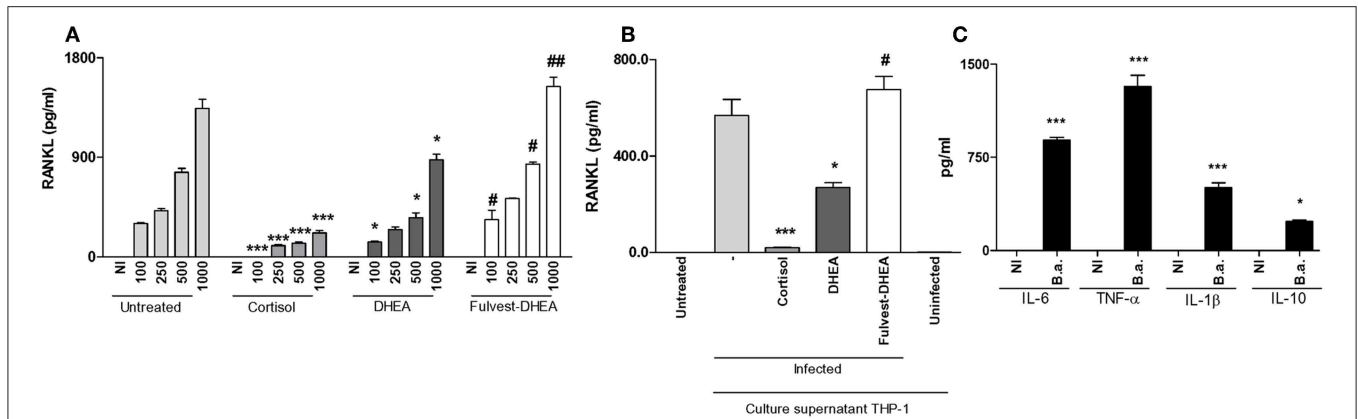 A
RANKL (pg/ml)
1800
900
0
##
#
#
*
*
*
***
***
***
***
NI 100 250 500 1000
NI 100 250 500 1000
NI 100 250 500 1000
NI 100 250 500 1000
Untreated Cortisol DHEA Fulvest-DHEA
B
RANKL (pg/ml)
800.0
400.0
0.0
***
*
#
Untreated - Cortisol DHEA Fulvest-DHEA Uninfected
Infected
Culture supernatant THP-1
C
pg/ml
1500
750
0
***
***
***
*
NI B.a. NI B.a. NI B.a. NI B.a.
IL-6 TNF-α IL-1β IL-10